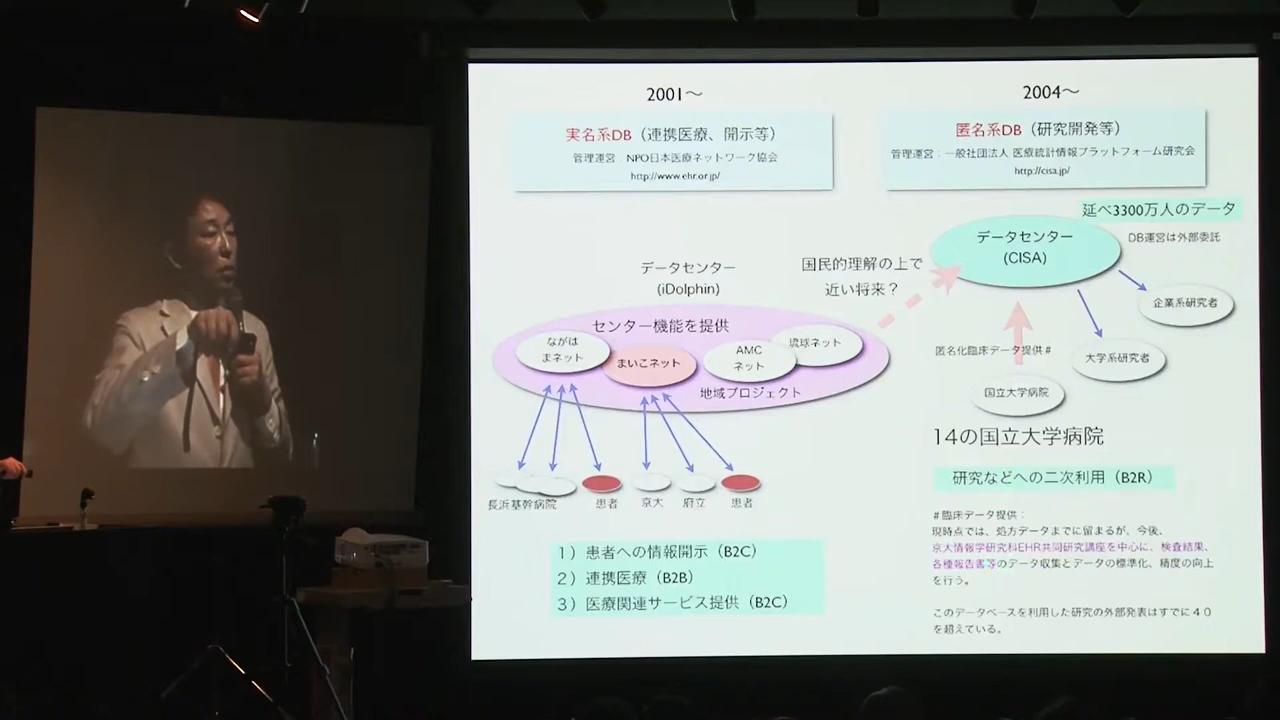 2001〜
実名系DB（連携医療、開示等）
管理運営：NPO日本医療ネットワーク協会
http://www.ehr.or.jp/
データセンター
(iDolphin)
センター機能を提供
ながは
まネット
まいこネット
AMC
ネット
琉球ネット
地域プロジェクト
長浜基幹病院
患者
京大
府立
患者
1）患者への情報開示（B2C）
2）連携医療（B2B）
3）医療関連サービス提供（B2C）
国民的理解の上で
近い将来？
2004〜
匿名系DB（研究開発等）
管理運営：一般社団法人 医療統計情報プラットフォーム研究会
http://cisa.jp/
延べ3300万人のデータ
データセンター
(CISA)
DB運営は外部委託
企業系研究者
大学系研究者
匿名化臨床データ提供＃
国立大学病院
14の国立大学病院
研究などへの二次利用（B2R）
＃臨床データ提供：
現時点では、処方データまでに留まるが、今後、
京大情報学研究科EHR共同研究講座を中心に、検査結果、
各種報告書等のデータ収集とデータの標準化、精度の向上
を行う。
このデータベースを利用した研究の外部発表はすでに４０
を超えている。